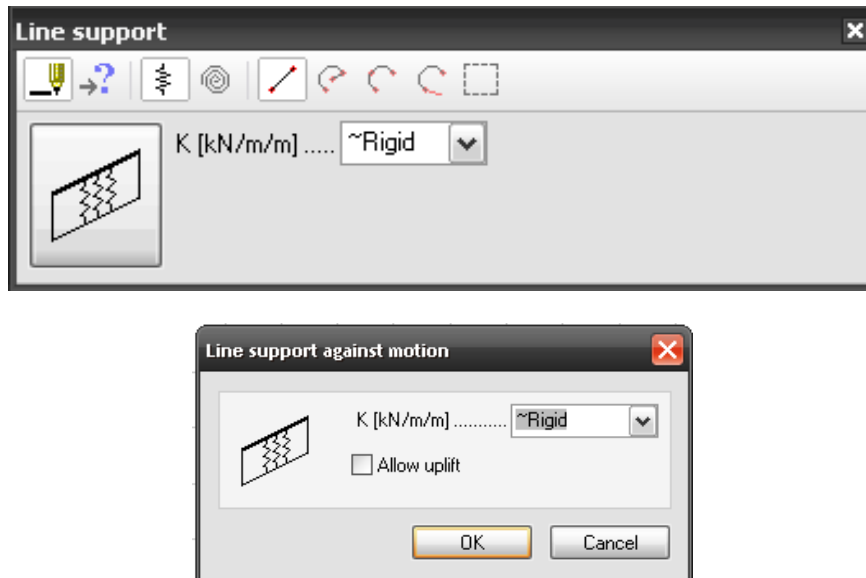 Line support
K [kN/m/m] ..... ~Rigid
Line support against motion
K [kN/m/m] ........... ~Rigid
Allow uplift
OK Cancel